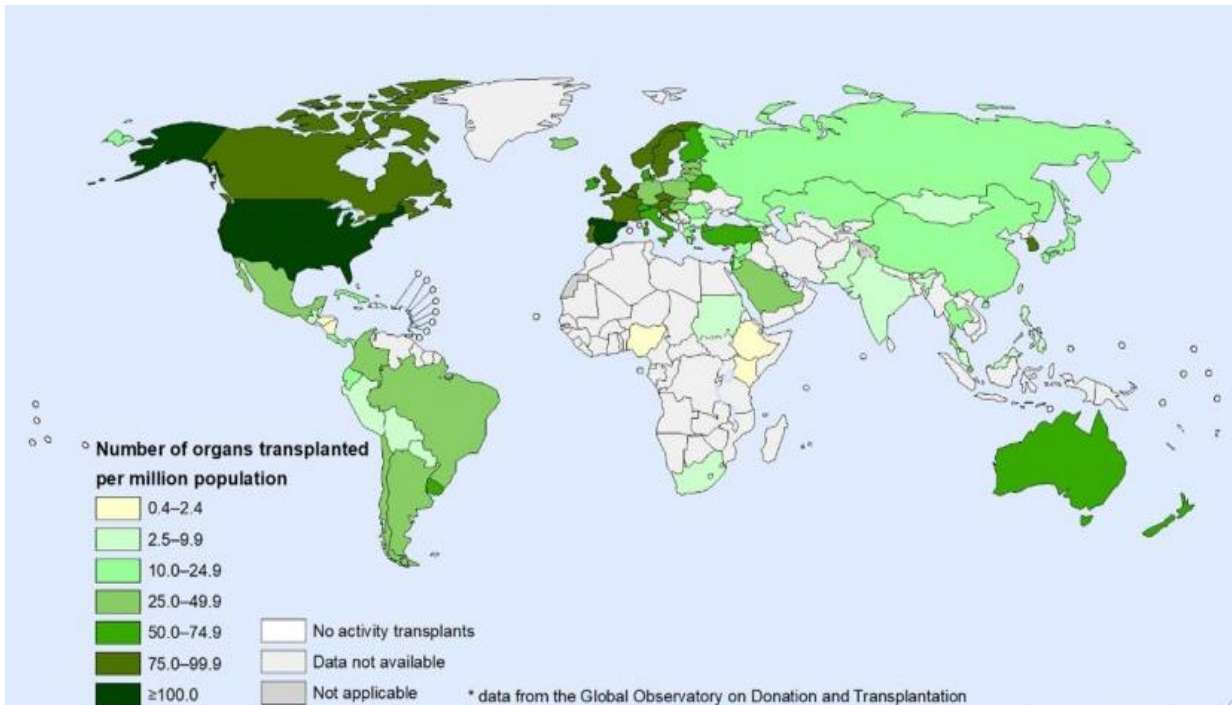 Number of organs transplanted
per million population
0.4–2.4
2.5–9.9
10.0–24.9
25.0–49.9
50.0–74.9
75.0–99.9
≥100.0
No activity transplants
Data not available
Not applicable
* data from the Global Observatory on Donation and Transplantation